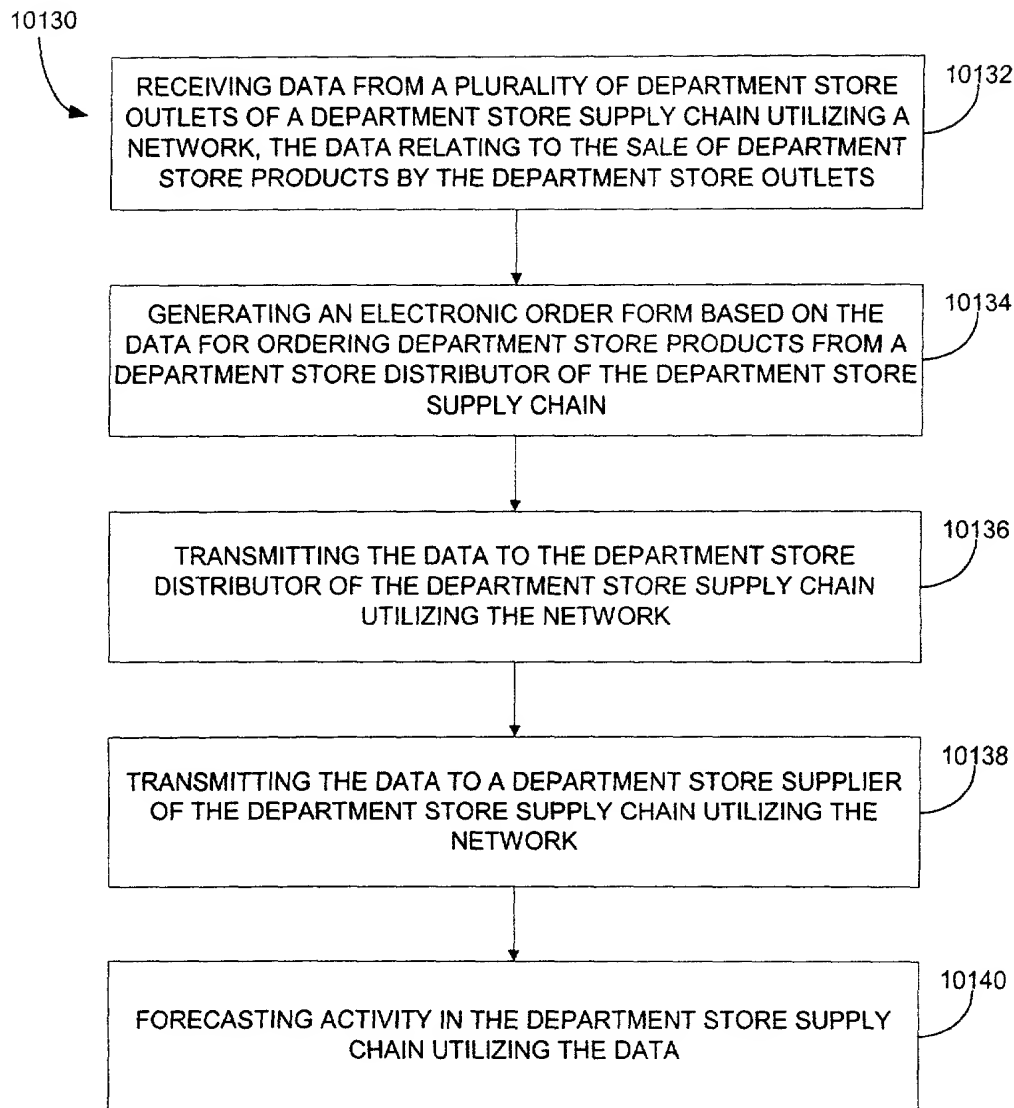 10130
RECEIVING DATA FROM A PLURALITY OF DEPARTMENT STORE
OUTLETS OF A DEPARTMENT STORE SUPPLY CHAIN UTILIZING A
NETWORK, THE DATA RELATING TO THE SALE OF DEPARTMENT
STORE PRODUCTS BY THE DEPARTMENT STORE OUTLETS
10132
GENERATING AN ELECTRONIC ORDER FORM BASED ON THE
DATA FOR ORDERING DEPARTMENT STORE PRODUCTS FROM A
DEPARTMENT STORE DISTRIBUTOR OF THE DEPARTMENT STORE
SUPPLY CHAIN
10134
TRANSMITTING THE DATA TO THE DEPARTMENT STORE
DISTRIBUTOR OF THE DEPARTMENT STORE SUPPLY CHAIN
UTILIZING THE NETWORK
10136
TRANSMITTING THE DATA TO A DEPARTMENT STORE SUPPLIER
OF THE DEPARTMENT STORE SUPPLY CHAIN UTILIZING THE
NETWORK
10138
FORECASTING ACTIVITY IN THE DEPARTMENT STORE SUPPLY
CHAIN UTILIZING THE DATA
10140